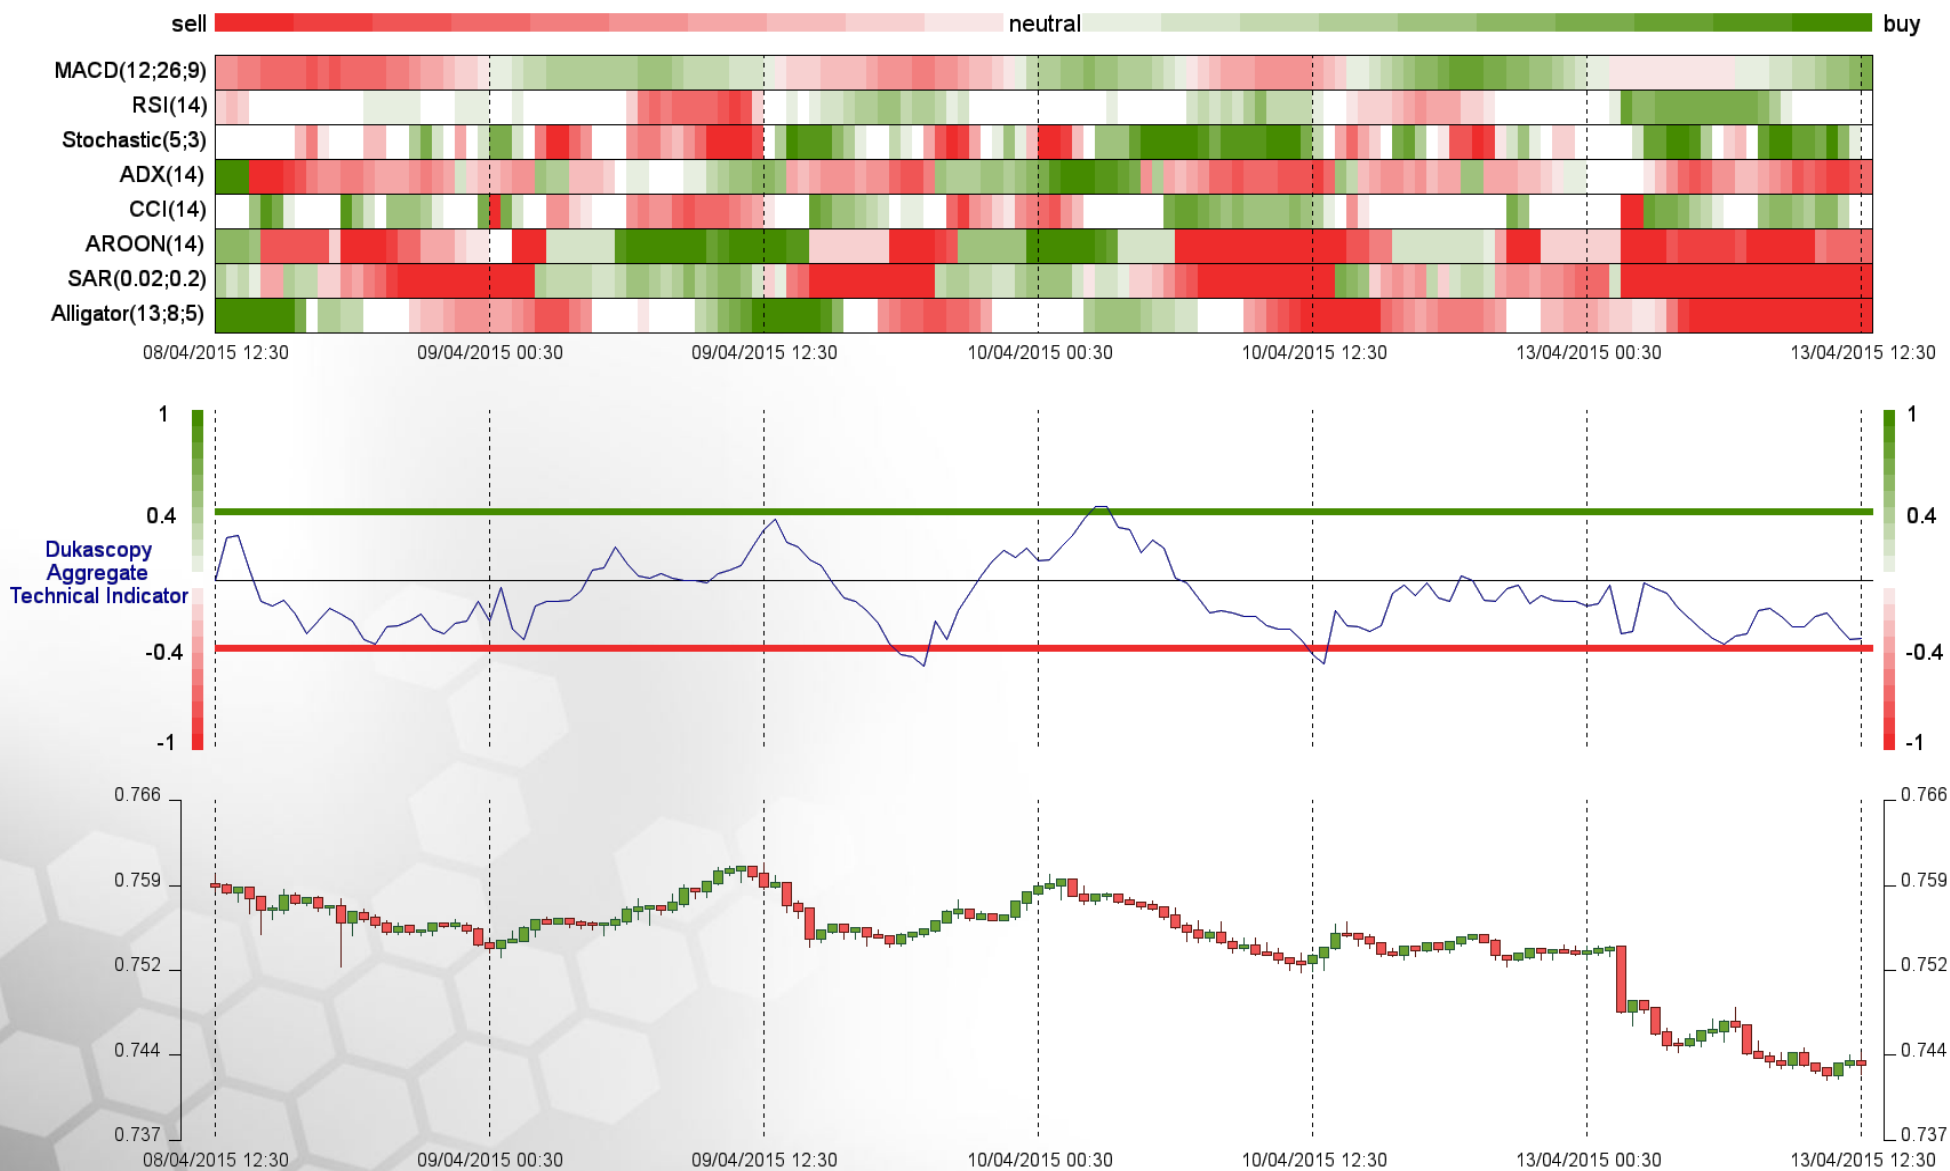 sell neutral buy
MACD(12;26;9)
RSI(14)
Stochastic(5;3)
ADX(14)
CCI(14)
AROON(14)
SAR(0.02;0.2)
Alligator(13;8;5)
08/04/2015 12:30 09/04/2015 00:30 09/04/2015 12:30 10/04/2015 00:30 10/04/2015 12:30 13/04/2015 00:30 13/04/2015 12:30
1 1
0.4 0.4
Dukascopy
Aggregate
Technical Indicator
-0.4 -0.4
-1 -1
0.766 0.766
0.759 0.759
0.752 0.752
0.744 0.744
0.737 0.737
08/04/2015 12:30 09/04/2015 00:30 09/04/2015 12:30 10/04/2015 00:30 10/04/2015 12:30 13/04/2015 00:30 13/04/2015 12:30